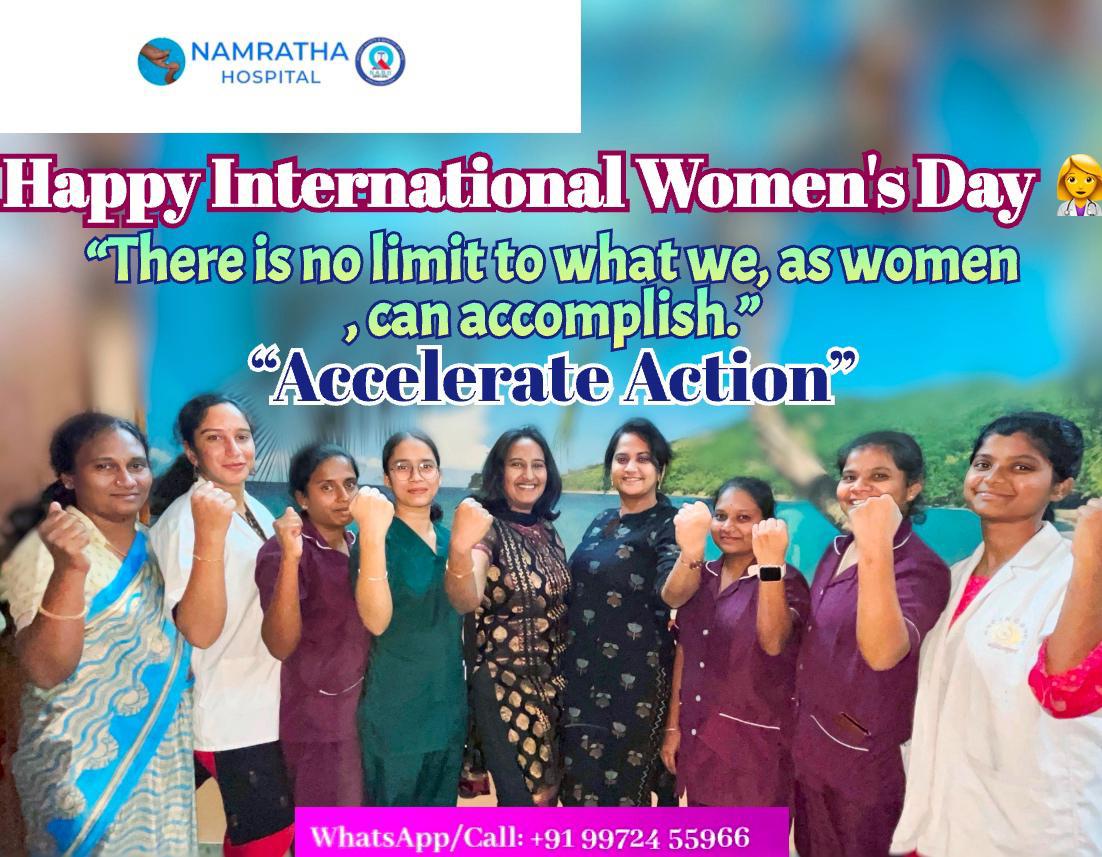 NAMRATHA
HOSPITAL
Happy International Women's Day 👩‍⚕️
“There is no limit to what we, as women
, can accomplish.”
“Accelerate Action”
WhatsApp/Call: +91 99724 55966